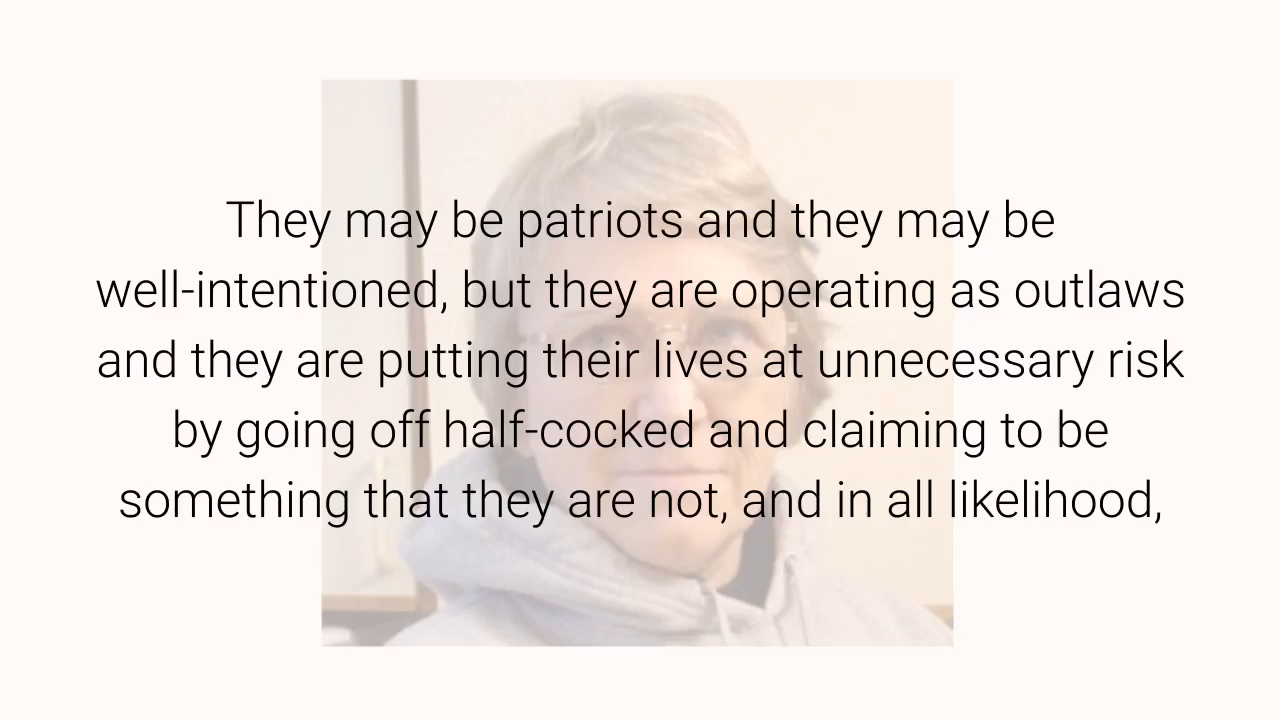 They may be patriots and they may be
well-intentioned, but they are operating as outlaws
and they are putting their lives at unnecessary risk
by going off half-cocked and claiming to be
something that they are not, and in all likelihood,